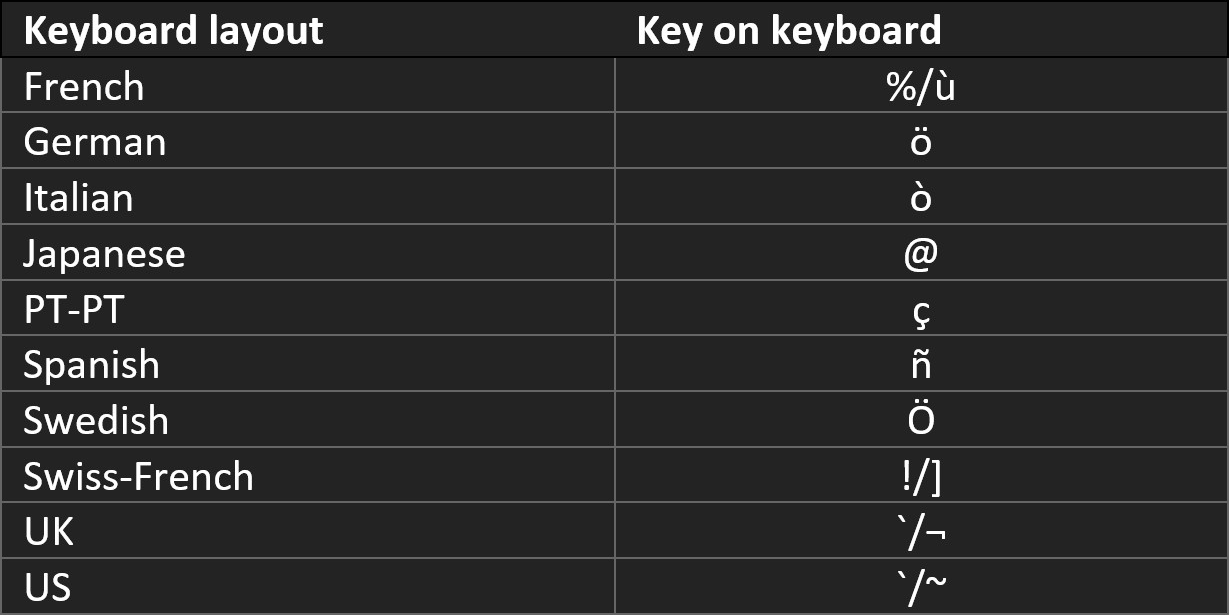 Keyboard layout Key on keyboard
French %/ù
German ö
Italian ò
Japanese @
PT-PT ç
Spanish ñ
Swedish Ö
Swiss-French !/]
UK `/¬
US `/~